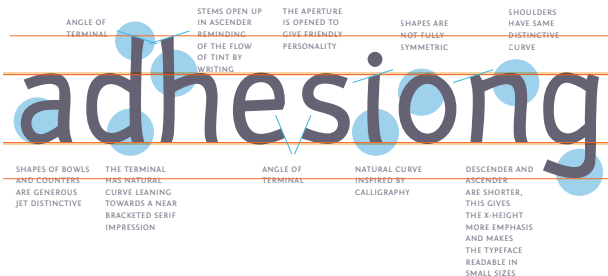 ANGLE OF
TERMINAL
STEMS OPEN UP
IN ASCENDER
REMINDING
OF THE FLOW
OF TINT BY
WRITING
THE APERTURE
IS OPENED TO
GIVE FRIENDLY
PERSONALITY
SHAPES ARE
NOT FULLY
SYMMETRIC
SHOULDERS
HAVE SAME
DISTINCTIVE
CURVE
adhesiong
SHAPES OF BOWLS
AND COUNTERS
ARE GENEROUS
JET DISTINCTIVE
THE TERMINAL
HAS NATURAL
CURVE LEANING
TOWARDS A NEAR
BRACKETED SERIF
IMPRESSION
ANGLE OF
TERMINAL
NATURAL CURVE
INSPIRED BY
CALLIGRAPHY
DESCENDER AND
ASCENDER
ARE SHORTER,
THIS GIVES
THE X-HEIGHT
MORE EMPHASIS
AND MAKES
THE TYPEFACE
READABLE IN
SMALL SIZES